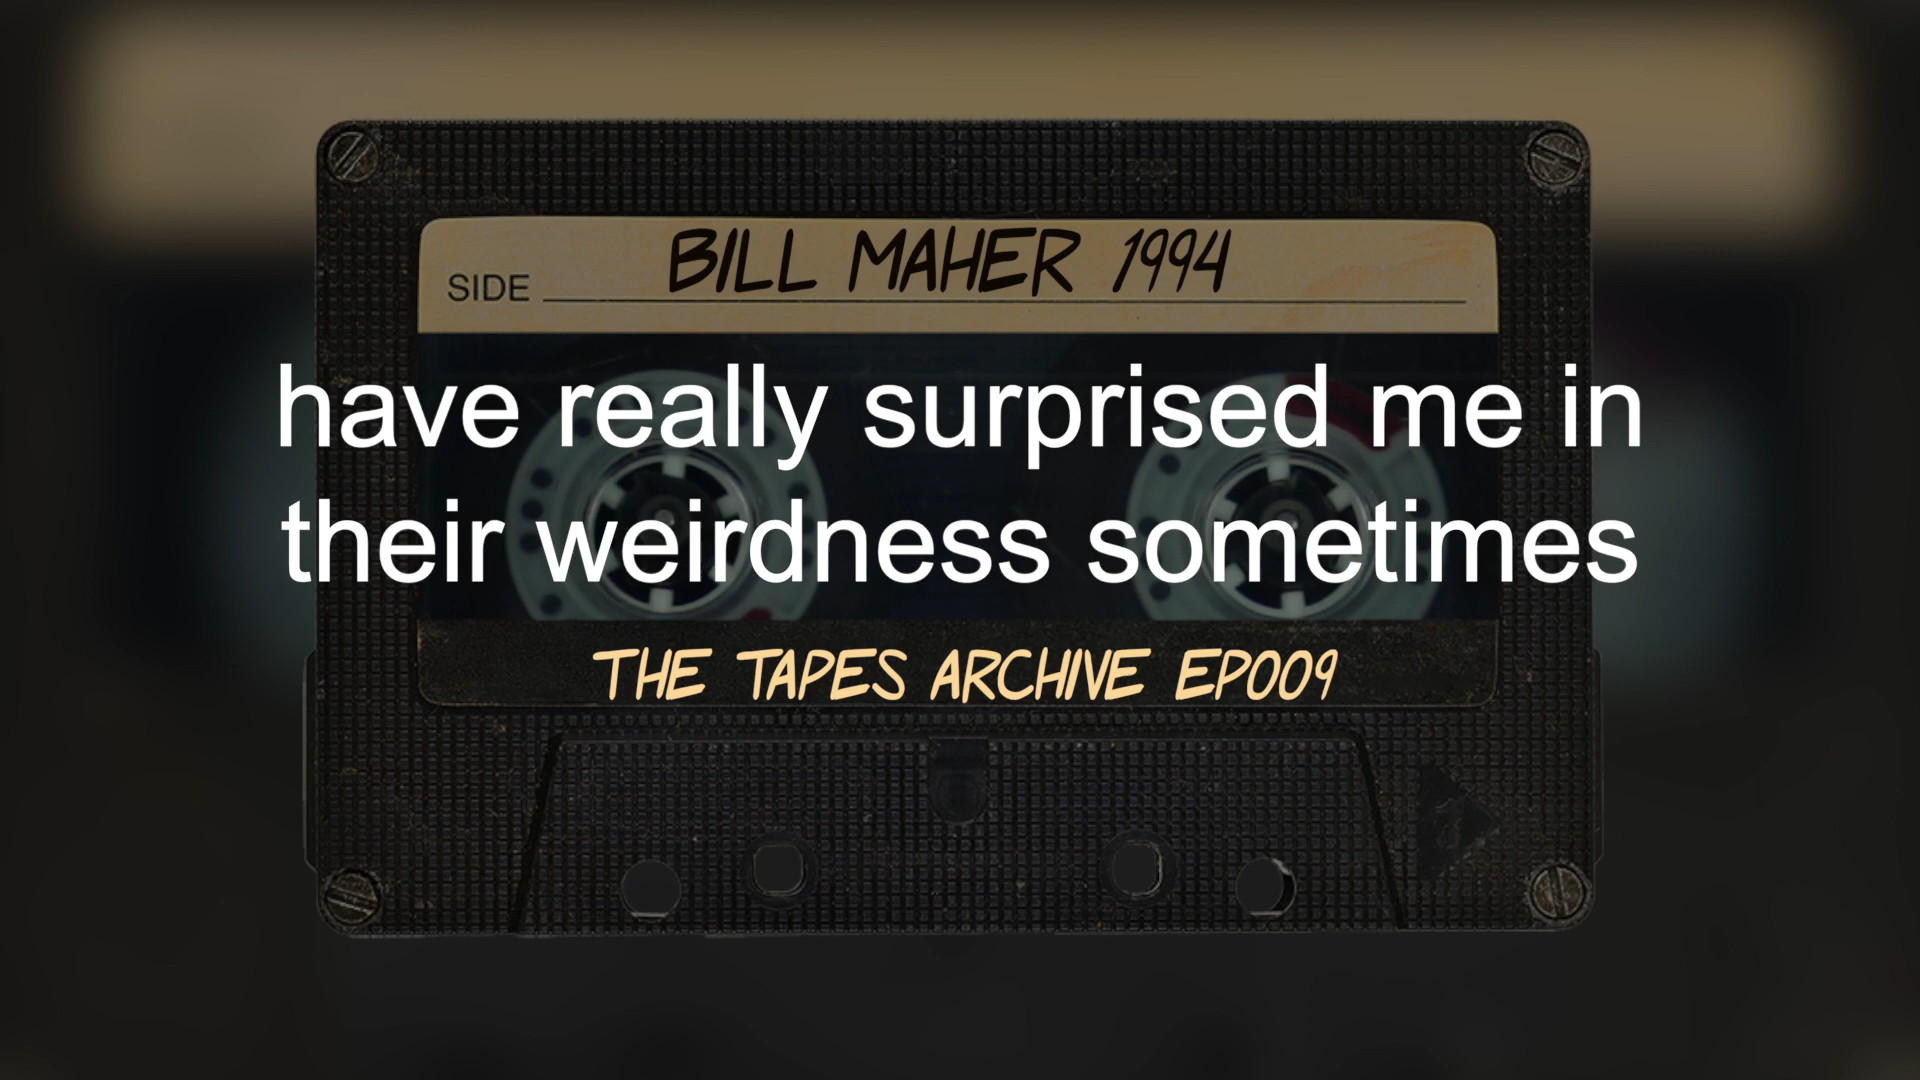 BILL MAHER 1994
SIDE
have really surprised me in
their weirdness sometimes
THE TAPES ARCHIVE EP009